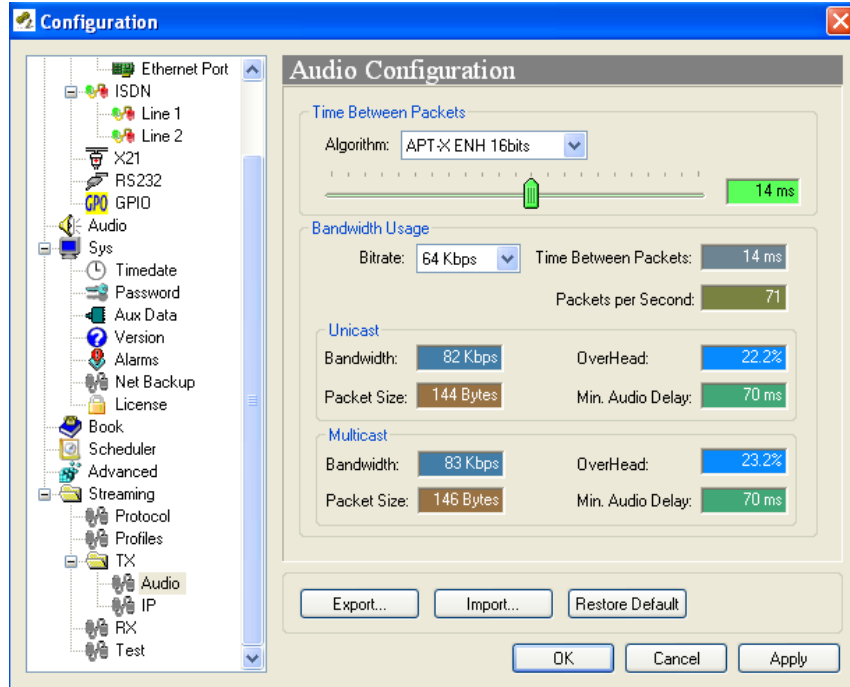 Configuration
Ethernet Port
ISDN
Line 1
Line 2
X21
RS232
GPO GPIO
Audio
Sys
Timedate
Password
Aux Data
Version
Alarms
Net Backup
License
Book
Scheduler
Advanced
Streaming
Protocol
Profiles
TX
Audio
IP
RX
Test
Audio Configuration
Time Between Packets
Algorithm: APT-X ENH 16bits
14 ms
Bandwidth Usage
Bitrate: 64 Kbps Time Between Packets: 14 ms
Packets per Second: 71
Unicast
Bandwidth: 82 Kbps OverHead: 22.2%
Packet Size: 144 Bytes Min. Audio Delay: 70 ms
Multicast
Bandwidth: 83 Kbps OverHead: 23.2%
Packet Size: 146 Bytes Min. Audio Delay: 70 ms
Export... Import... Restore Default
OK Cancel Apply